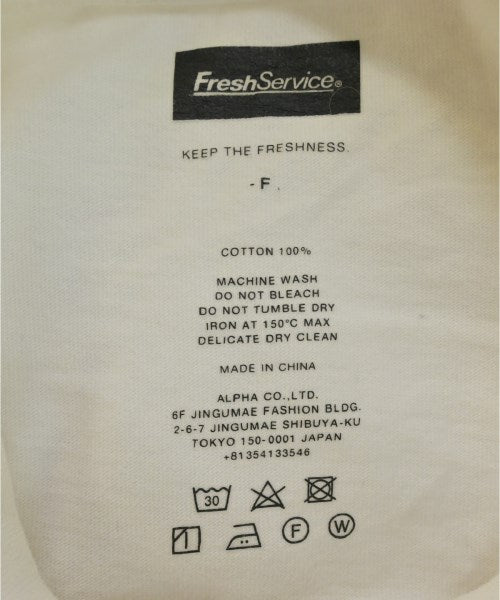 FreshService®
KEEP THE FRESHNESS.
- F .
COTTON 100%
MACHINE WASH
DO NOT BLEACH
DO NOT TUMBLE DRY
IRON AT 150°C MAX
DELICATE DRY CLEAN
MADE IN CHINA
ALPHA CO.,LTD.
6F JINGUMAE FASHION BLDG.
2-6-7 JINGUMAE SHIBUYA-KU
TOKYO 150-0001 JAPAN
+81354133546
30
F W